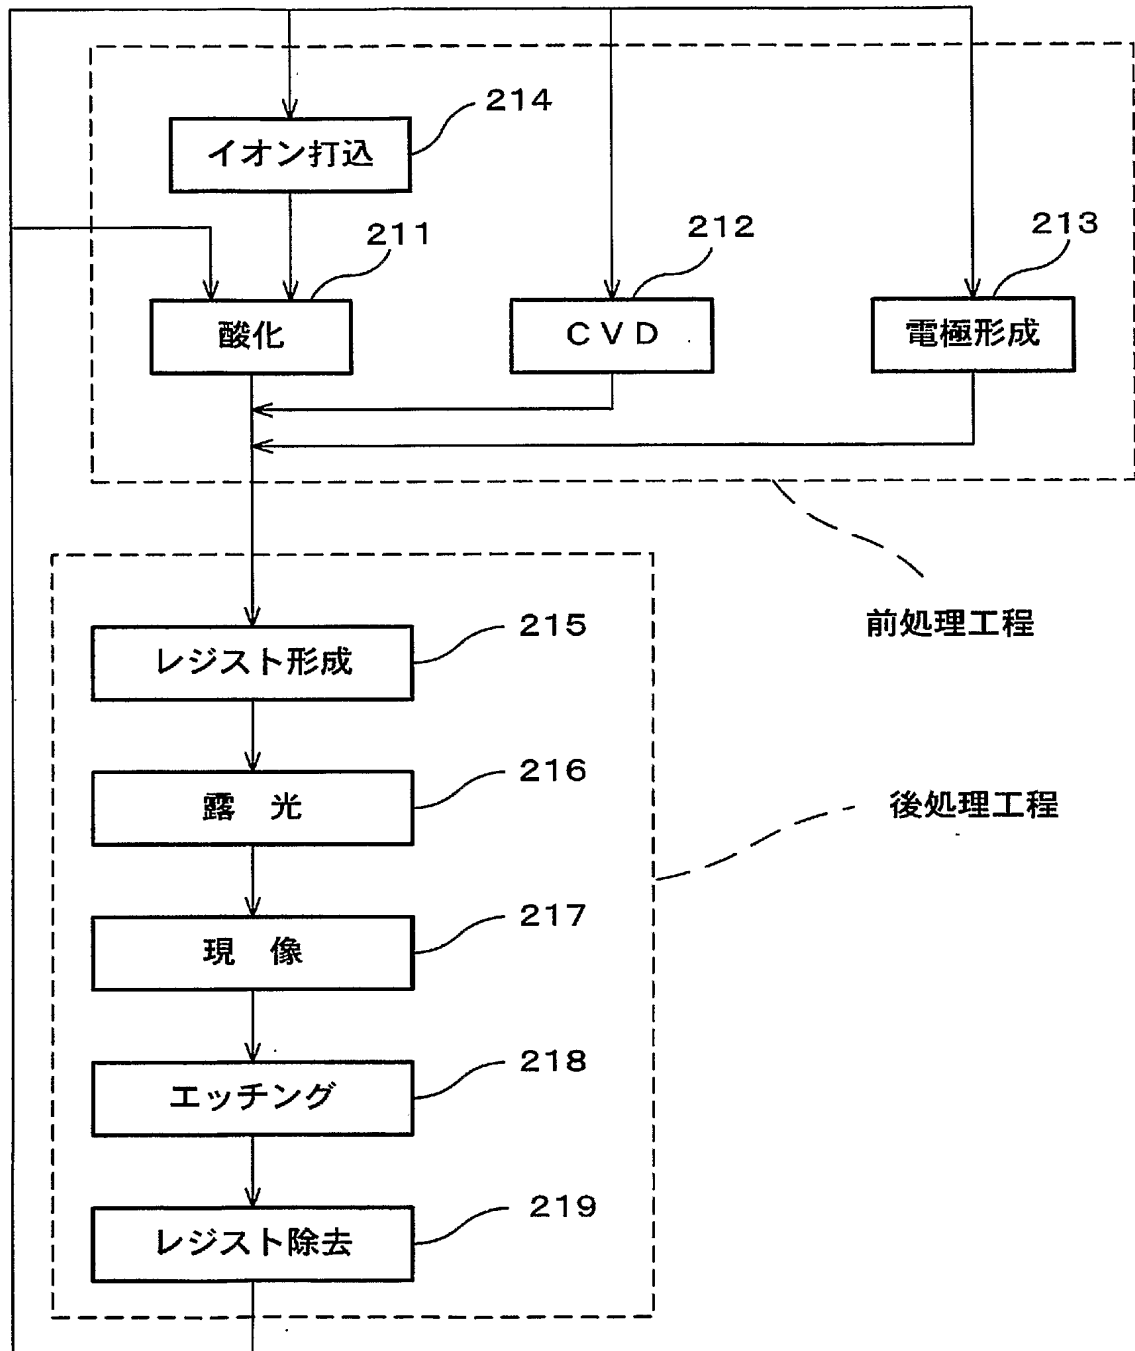 214
イオン打込
211
酸化
212
CVD
213
電極形成
前処理工程
215
レジスト形成
216
露 光
後処理工程
217
現 像
218
エッチング
219
レジスト除去